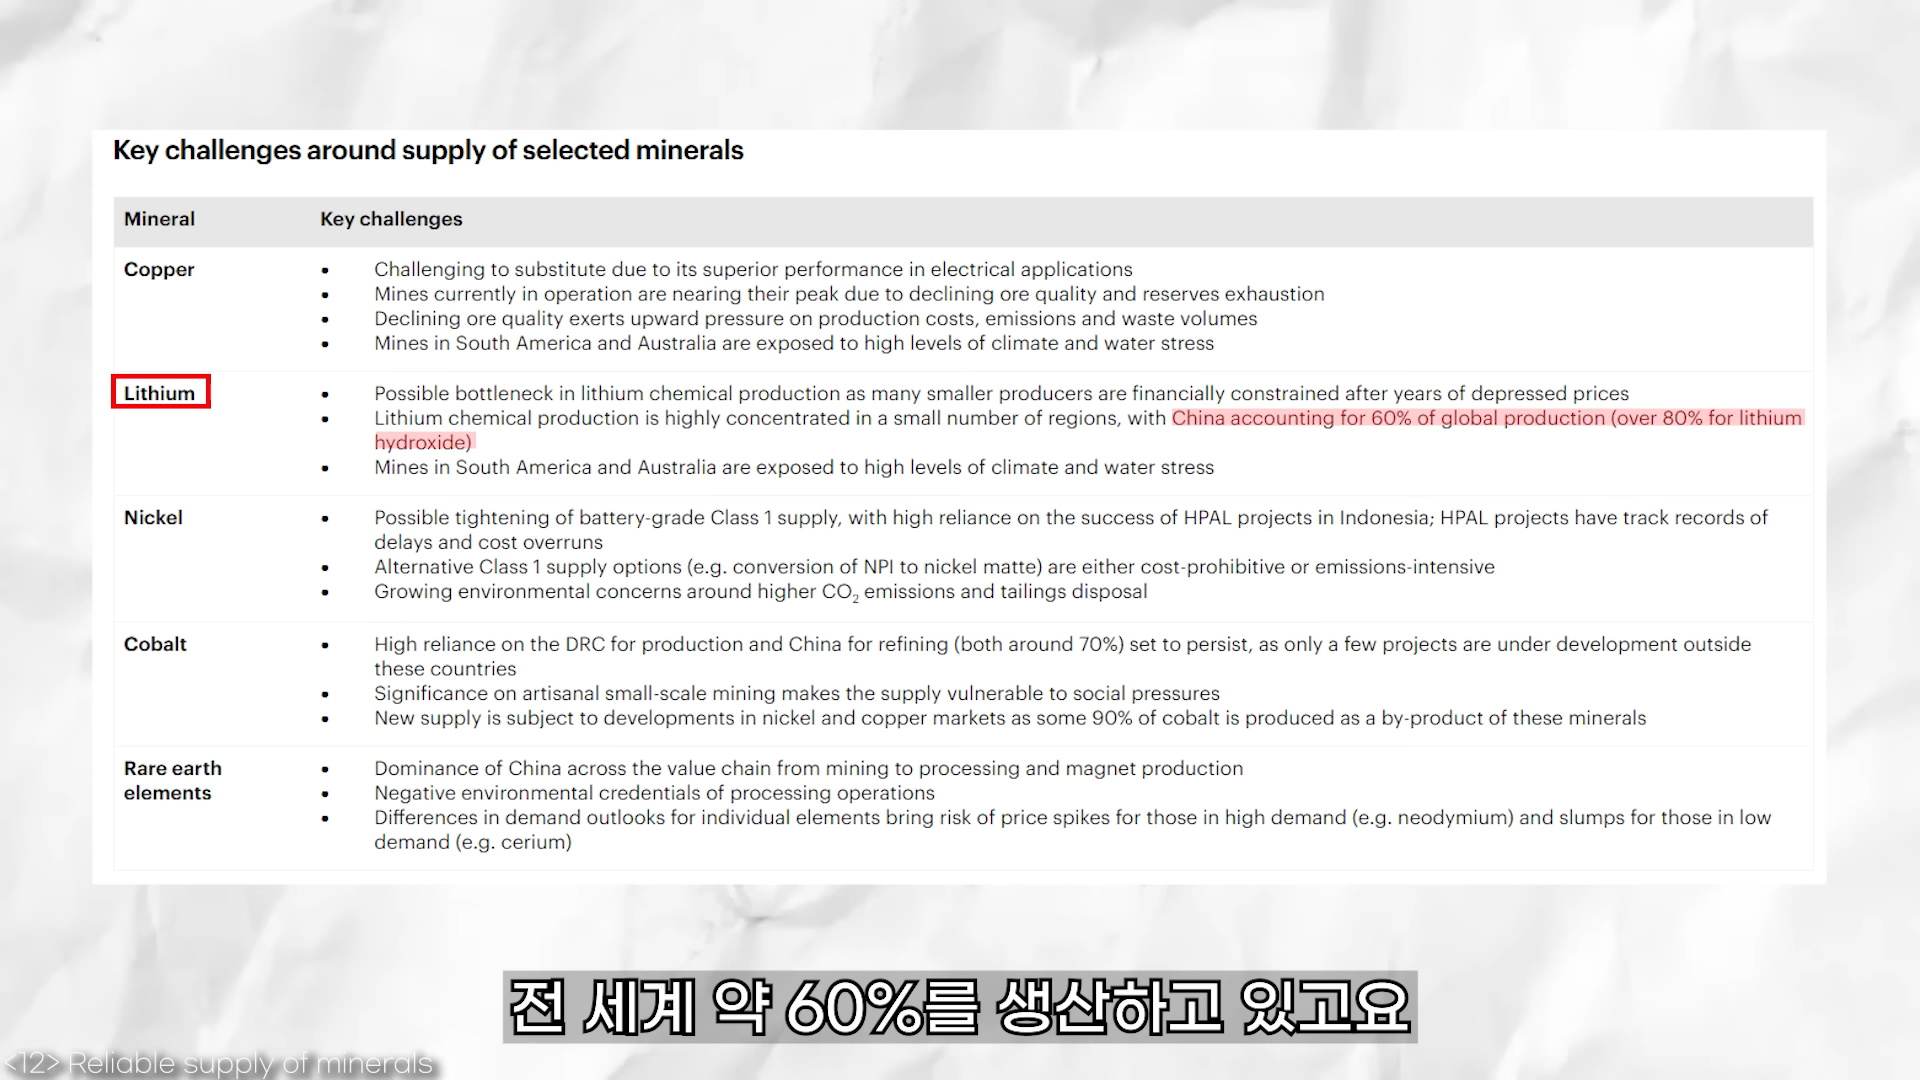 Key challenges around supply of selected minerals
Mineral Key challenges
Copper
• Challenging to substitute due to its superior performance in electrical applications
• Mines currently in operation are nearing their peak due to declining ore quality and reserves exhaustion
• Declining ore quality exerts upward pressure on production costs, emissions and waste volumes
• Mines in South America and Australia are exposed to high levels of climate and water stress
Lithium
• Possible bottleneck in lithium chemical production as many smaller producers are financially constrained after years of depressed prices
• Lithium chemical production is highly concentrated in a small number of regions, with China accounting for 60% of global production (over 80% for lithium
hydroxide)
• Mines in South America and Australia are exposed to high levels of climate and water stress
Nickel
• Possible tightening of battery-grade Class 1 supply, with high reliance on the success of HPAL projects in Indonesia; HPAL projects have track records of
delays and cost overruns
• Alternative Class 1 supply options (e.g. conversion of NPI to nickel matte) are either cost-prohibitive or emissions-intensive
• Growing environmental concerns around higher CO₂ emissions and tailings disposal
Cobalt
• High reliance on the DRC for production and China for refining (both around 70%) set to persist, as only a few projects are under development outside
these countries
• Significance on artisanal small-scale mining makes the supply vulnerable to social pressures
• New supply is subject to developments in nickel and copper markets as some 90% of cobalt is produced as a by-product of these minerals
Rare earth
elements
• Dominance of China across the value chain from mining to processing and magnet production
• Negative environmental credentials of processing operations
• Differences in demand outlooks for individual elements bring risk of price spikes for those in high demand (e.g. neodymium) and slumps for those in low
demand (e.g. cerium)
전 세계 약 60%를 생산하고 있고요
<12> Reliable supply of minerals